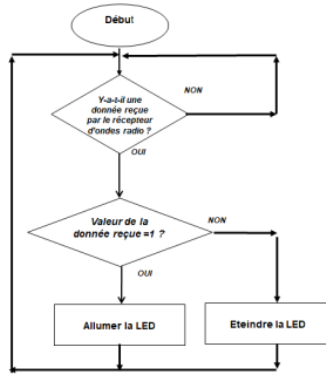 Début
Y-a-t-il une
donnée reçue
par le récepteur
d'ondes radio ?
NON
OUI
Valeur de la
donnée reçue =1 ?
NON
OUI
Allumer la LED
Eteindre la LED